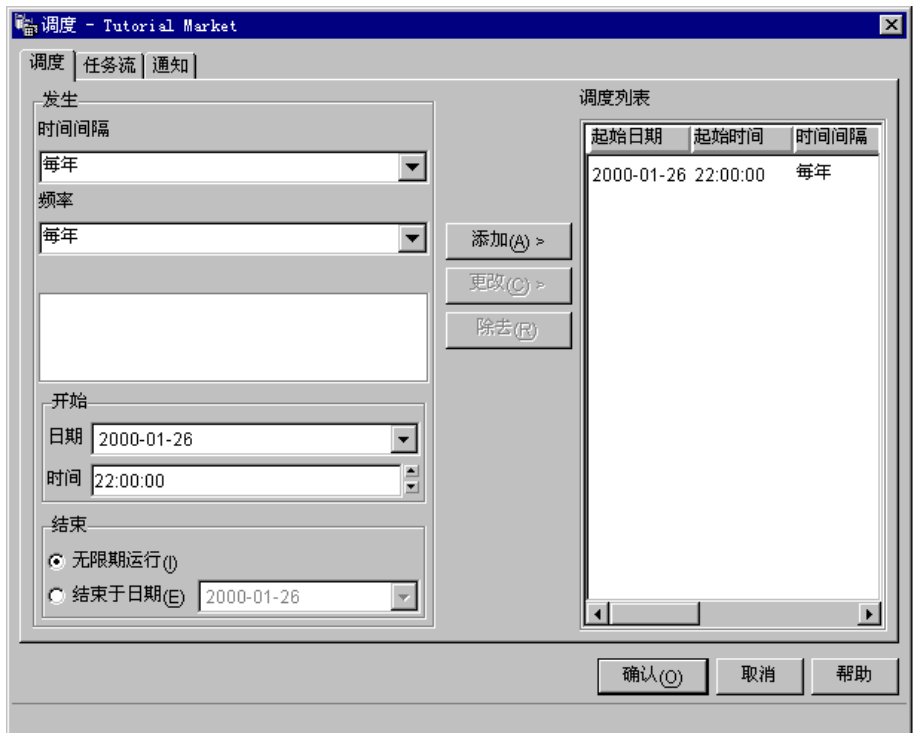 调度 - Tutorial Market
调度 任务流 通知
发生
时间间隔
每年
频率
每年
开始
日期 2000-01-26
时间 22:00:00
结束
无限期运行(I)
结束于日期(E) 2000-01-26
添加(A) >
更改(C) >
除去(R)
调度列表
起始日期 起始时间 时间间隔
2000-01-26 22:00:00 每年
确认(O) 取消 帮助